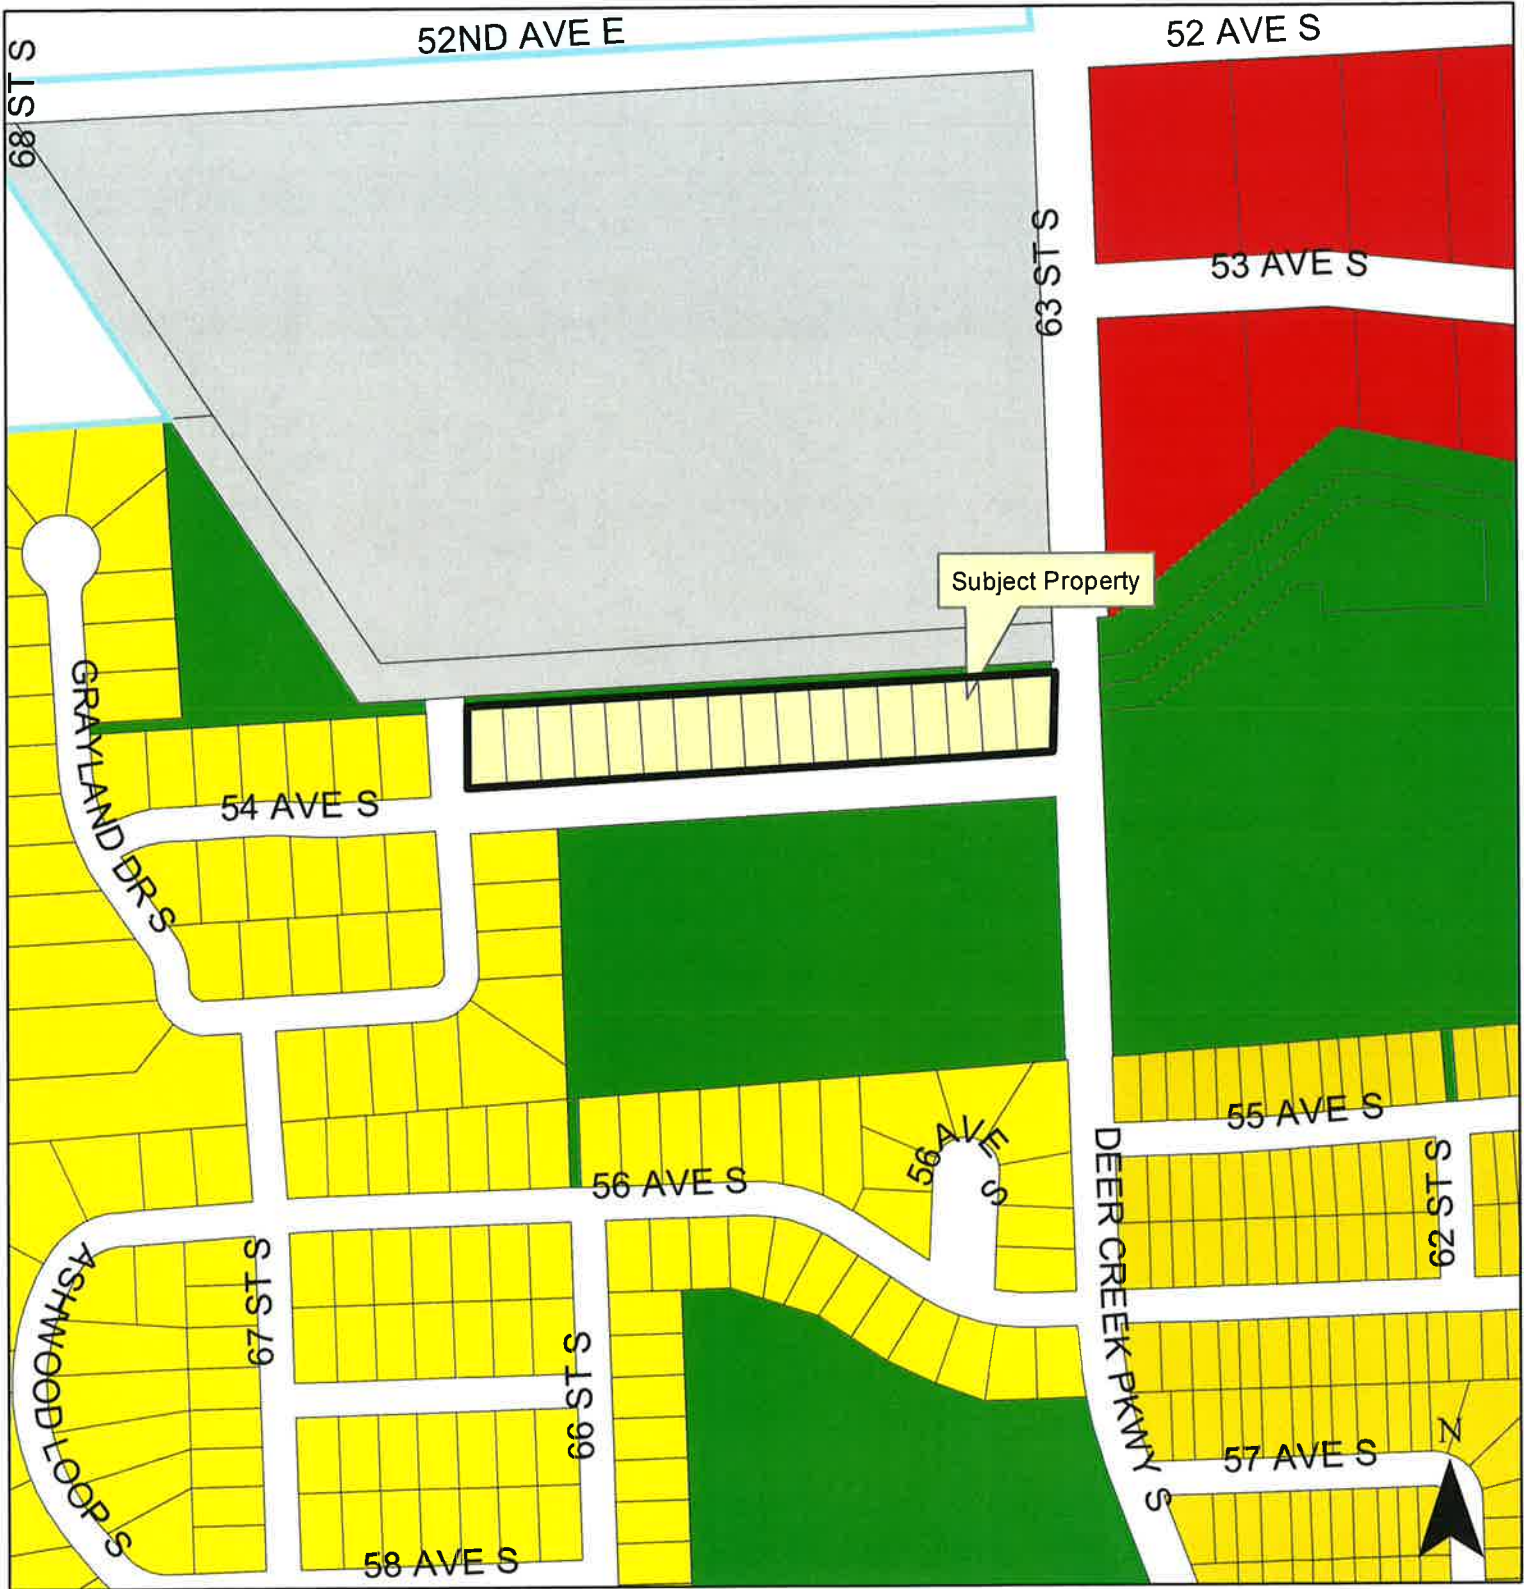 52ND AVE E
52 AVE S
68 ST S
63 ST S
53 AVE S
Subject Property
GRAYLAND DR S
54 AVE S
55 AVE S
56 AVE S
56 AVE S
DEER CREEK PKWY S
62 ST S
67 ST S
ASHWOOD LOOP S
66 ST S
N
57 AVE S
58 AVE S